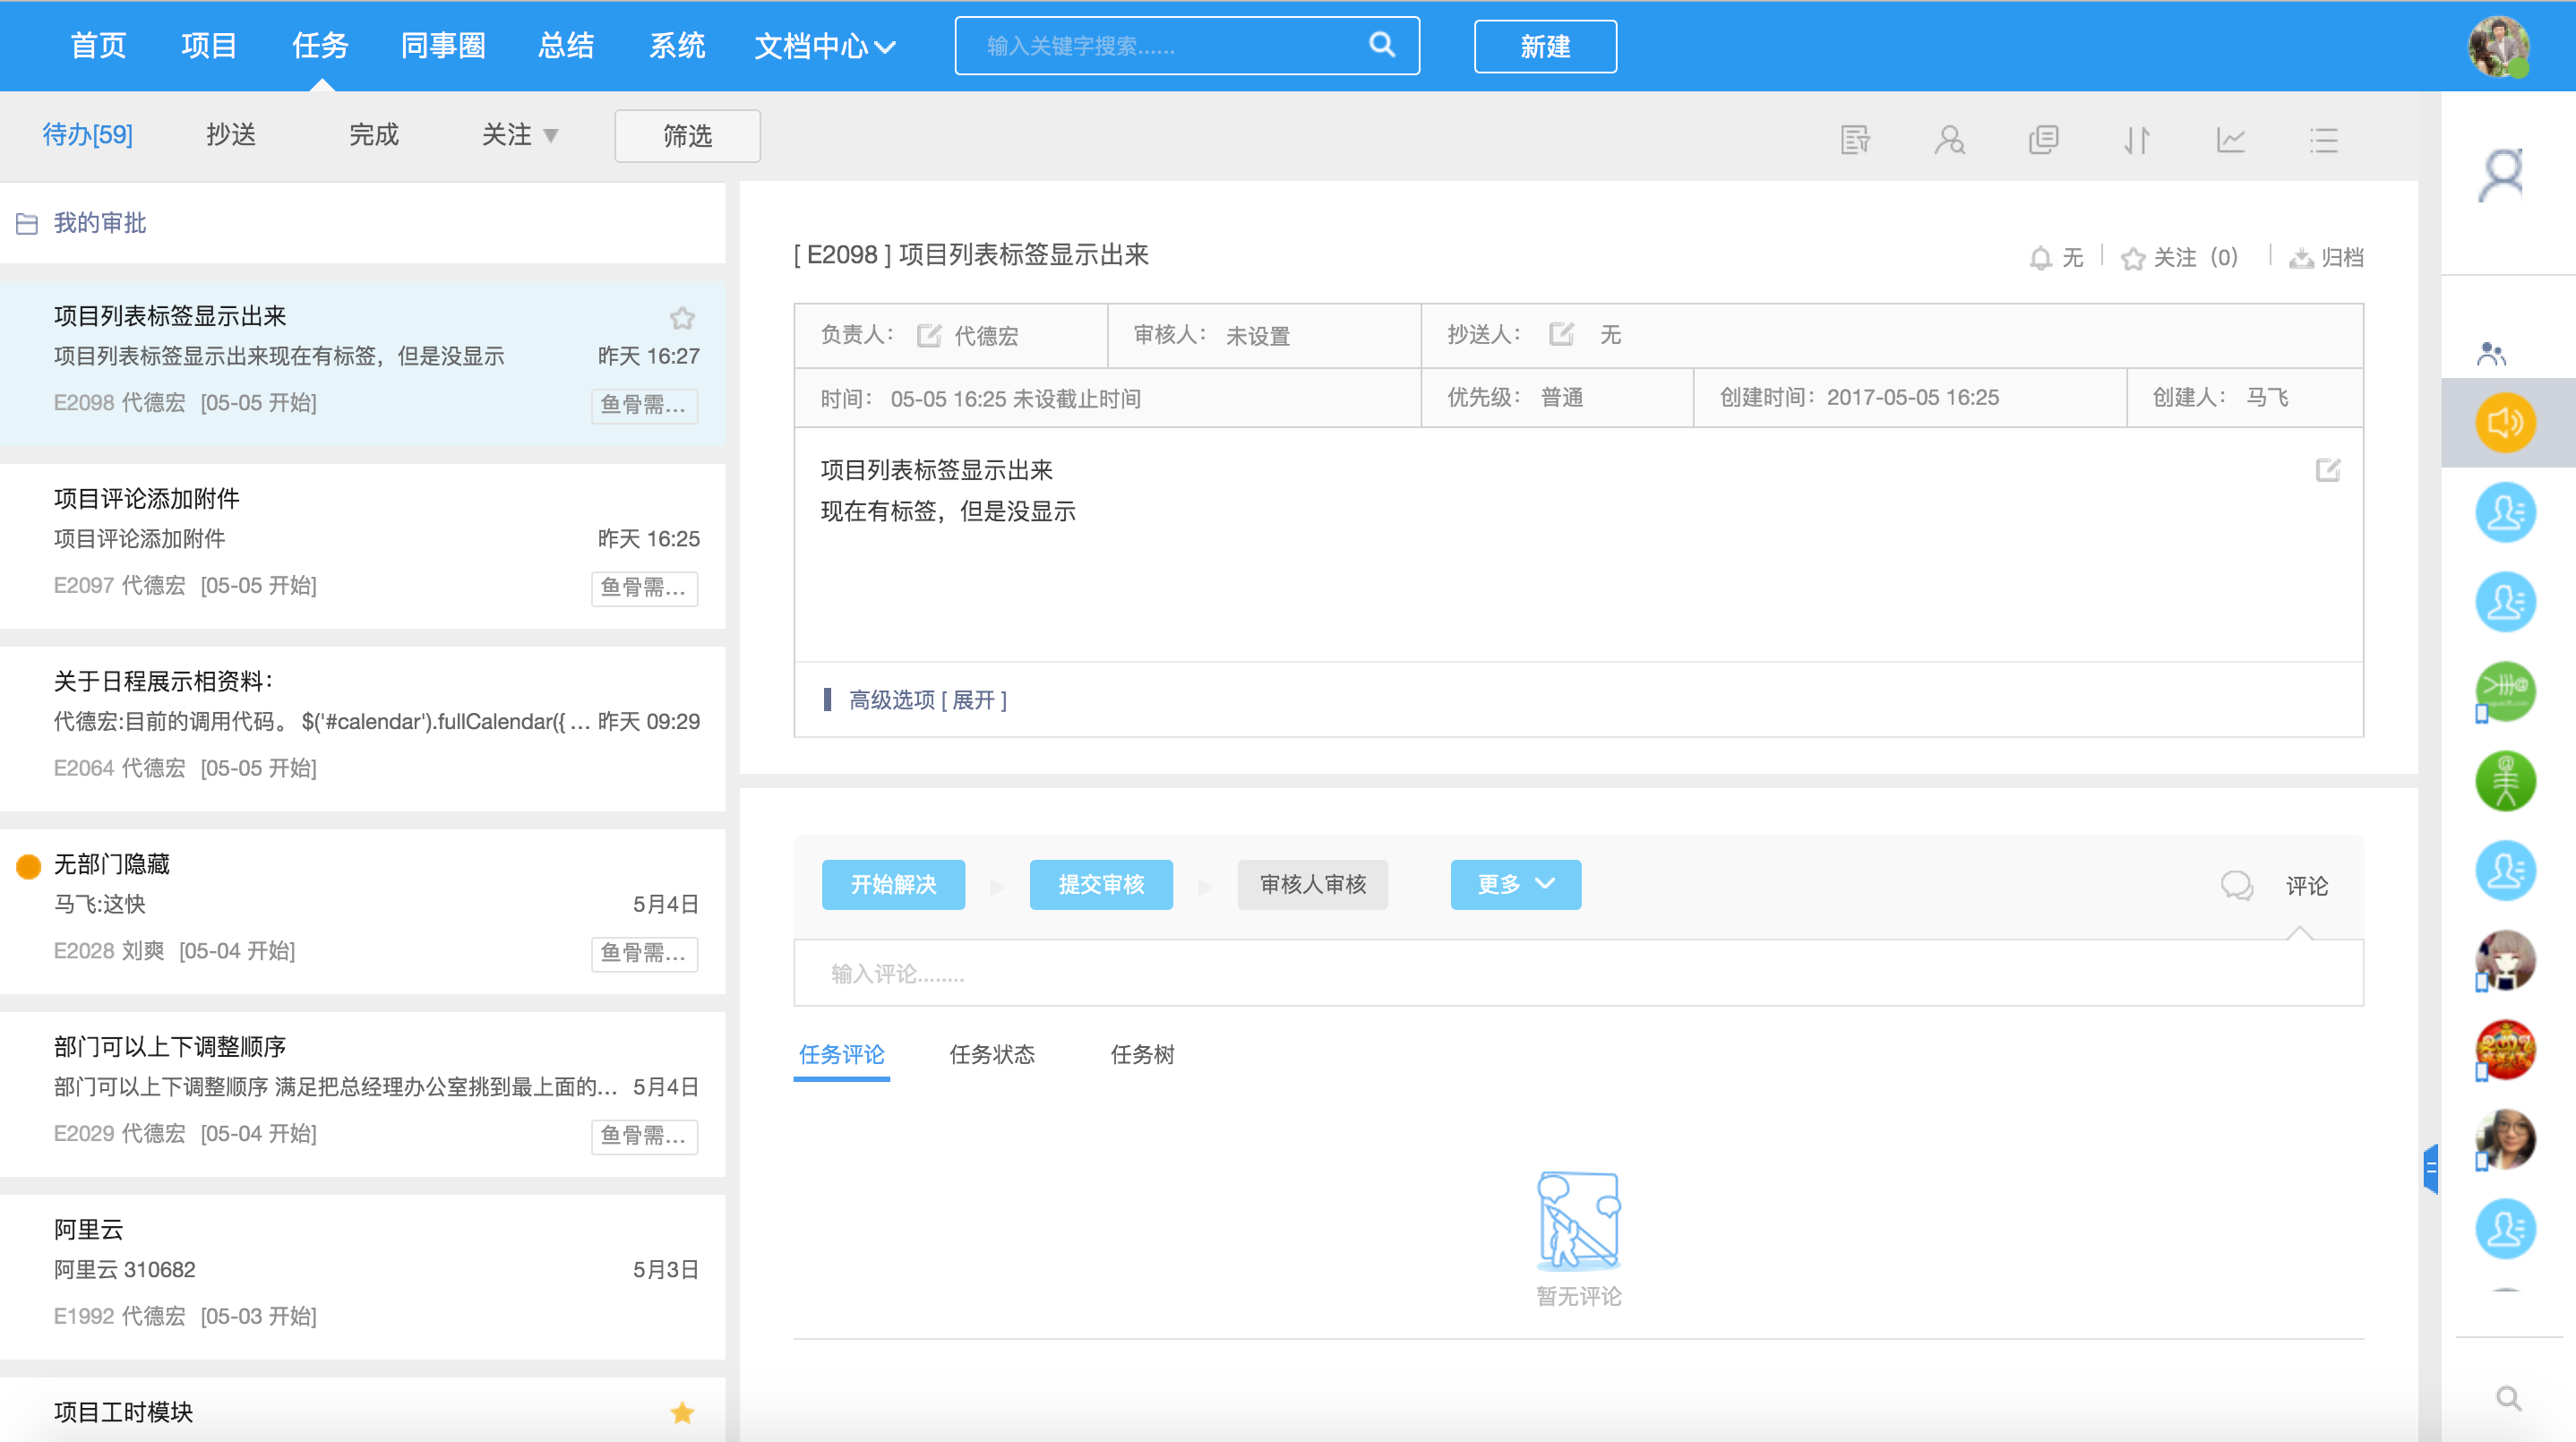 首页 项目 任务 同事圈 总结 系统 文档中心 输入关键字搜索...... 新建
待办[59] 抄送 完成 关注 筛选
我的审批
项目列表标签显示出来
项目列表标签显示出来现在有标签，但是没显示 昨天 16:27
E2098 代德宏 [05-05 开始] 鱼骨需...
项目评论添加附件
项目评论添加附件 昨天 16:25
E2097 代德宏 [05-05 开始] 鱼骨需...
关于日程展示相资料：
代德宏:目前的调用代码。 $('#calendar').fullCalendar({ ... 昨天 09:29
E2064 代德宏 [05-05 开始]
无部门隐藏
马飞:这快 5月4日
E2028 刘爽 [05-04 开始] 鱼骨需...
部门可以上下调整顺序
部门可以上下调整顺序 满足把总经理办公室挑到最上面的... 5月4日
E2029 代德宏 [05-04 开始] 鱼骨需...
阿里云
阿里云 310682 5月3日
E1992 代德宏 [05-03 开始]
项目工时模块
[ E2098 ] 项目列表标签显示出来 无 关注 (0) 归档
负责人： 代德宏 审核人： 未设置 抄送人： 无
时间： 05-05 16:25 未设截止时间 优先级： 普通 创建时间：2017-05-05 16:25 创建人： 马飞
项目列表标签显示出来
现在有标签，但是没显示
高级选项 [ 展开 ]
开始解决 提交审核 审核人审核 更多 评论
输入评论........
任务评论 任务状态 任务树
暂无评论
2017